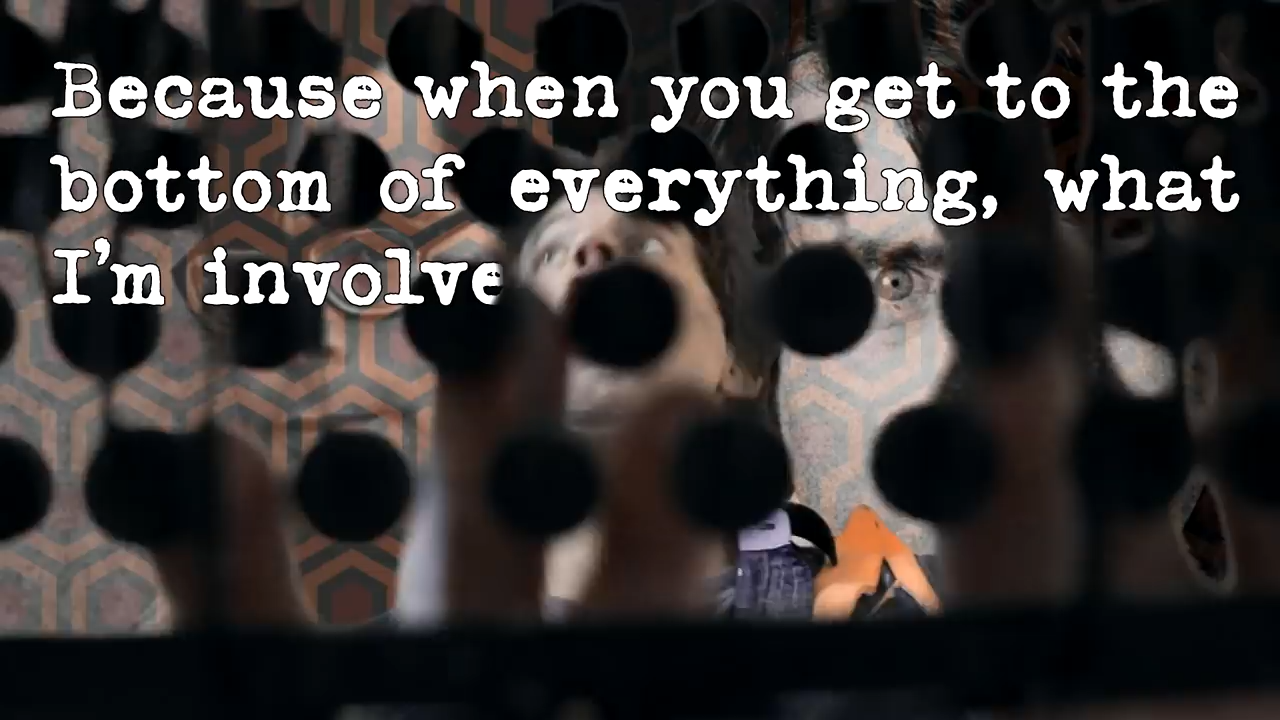 Because when you get to the
bottom of everything, what
I'm involve